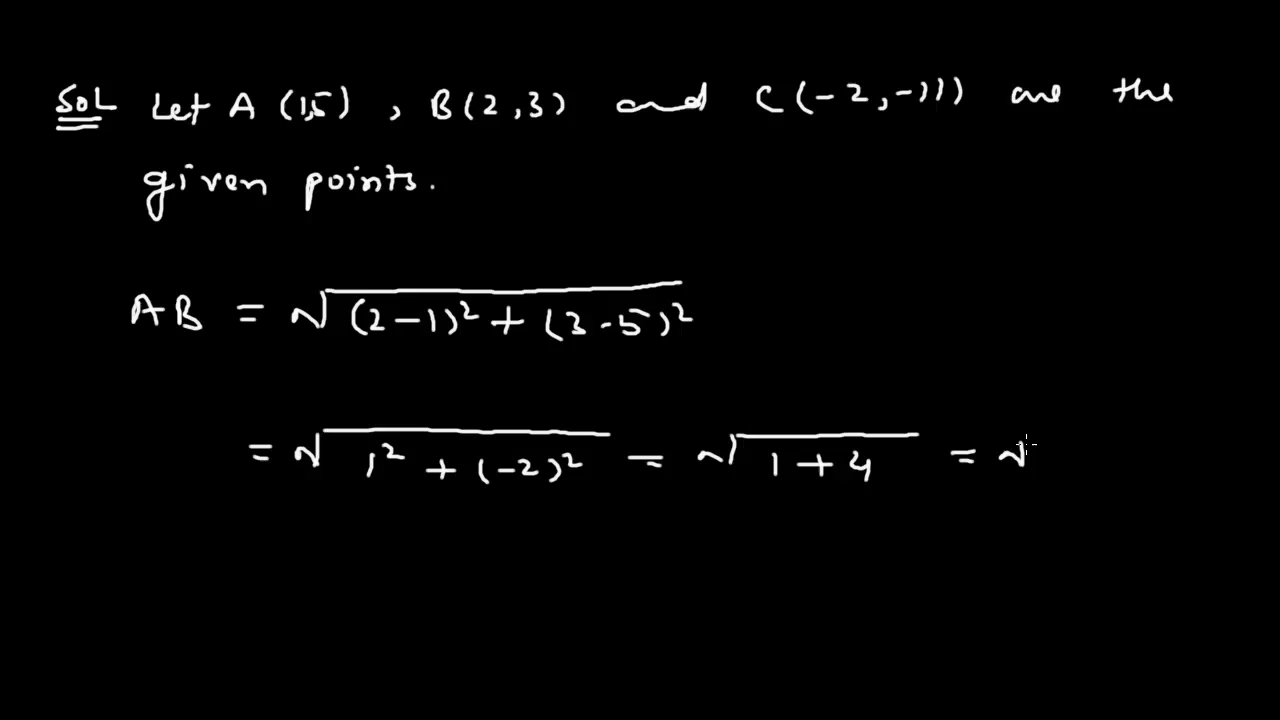 Sol Let A (1,5) , B(2,3) and C(-2,-11) are the
given points.
AB = √(2-1)² + (3-5)²
= √1² + (-2)² = √1+4 = √